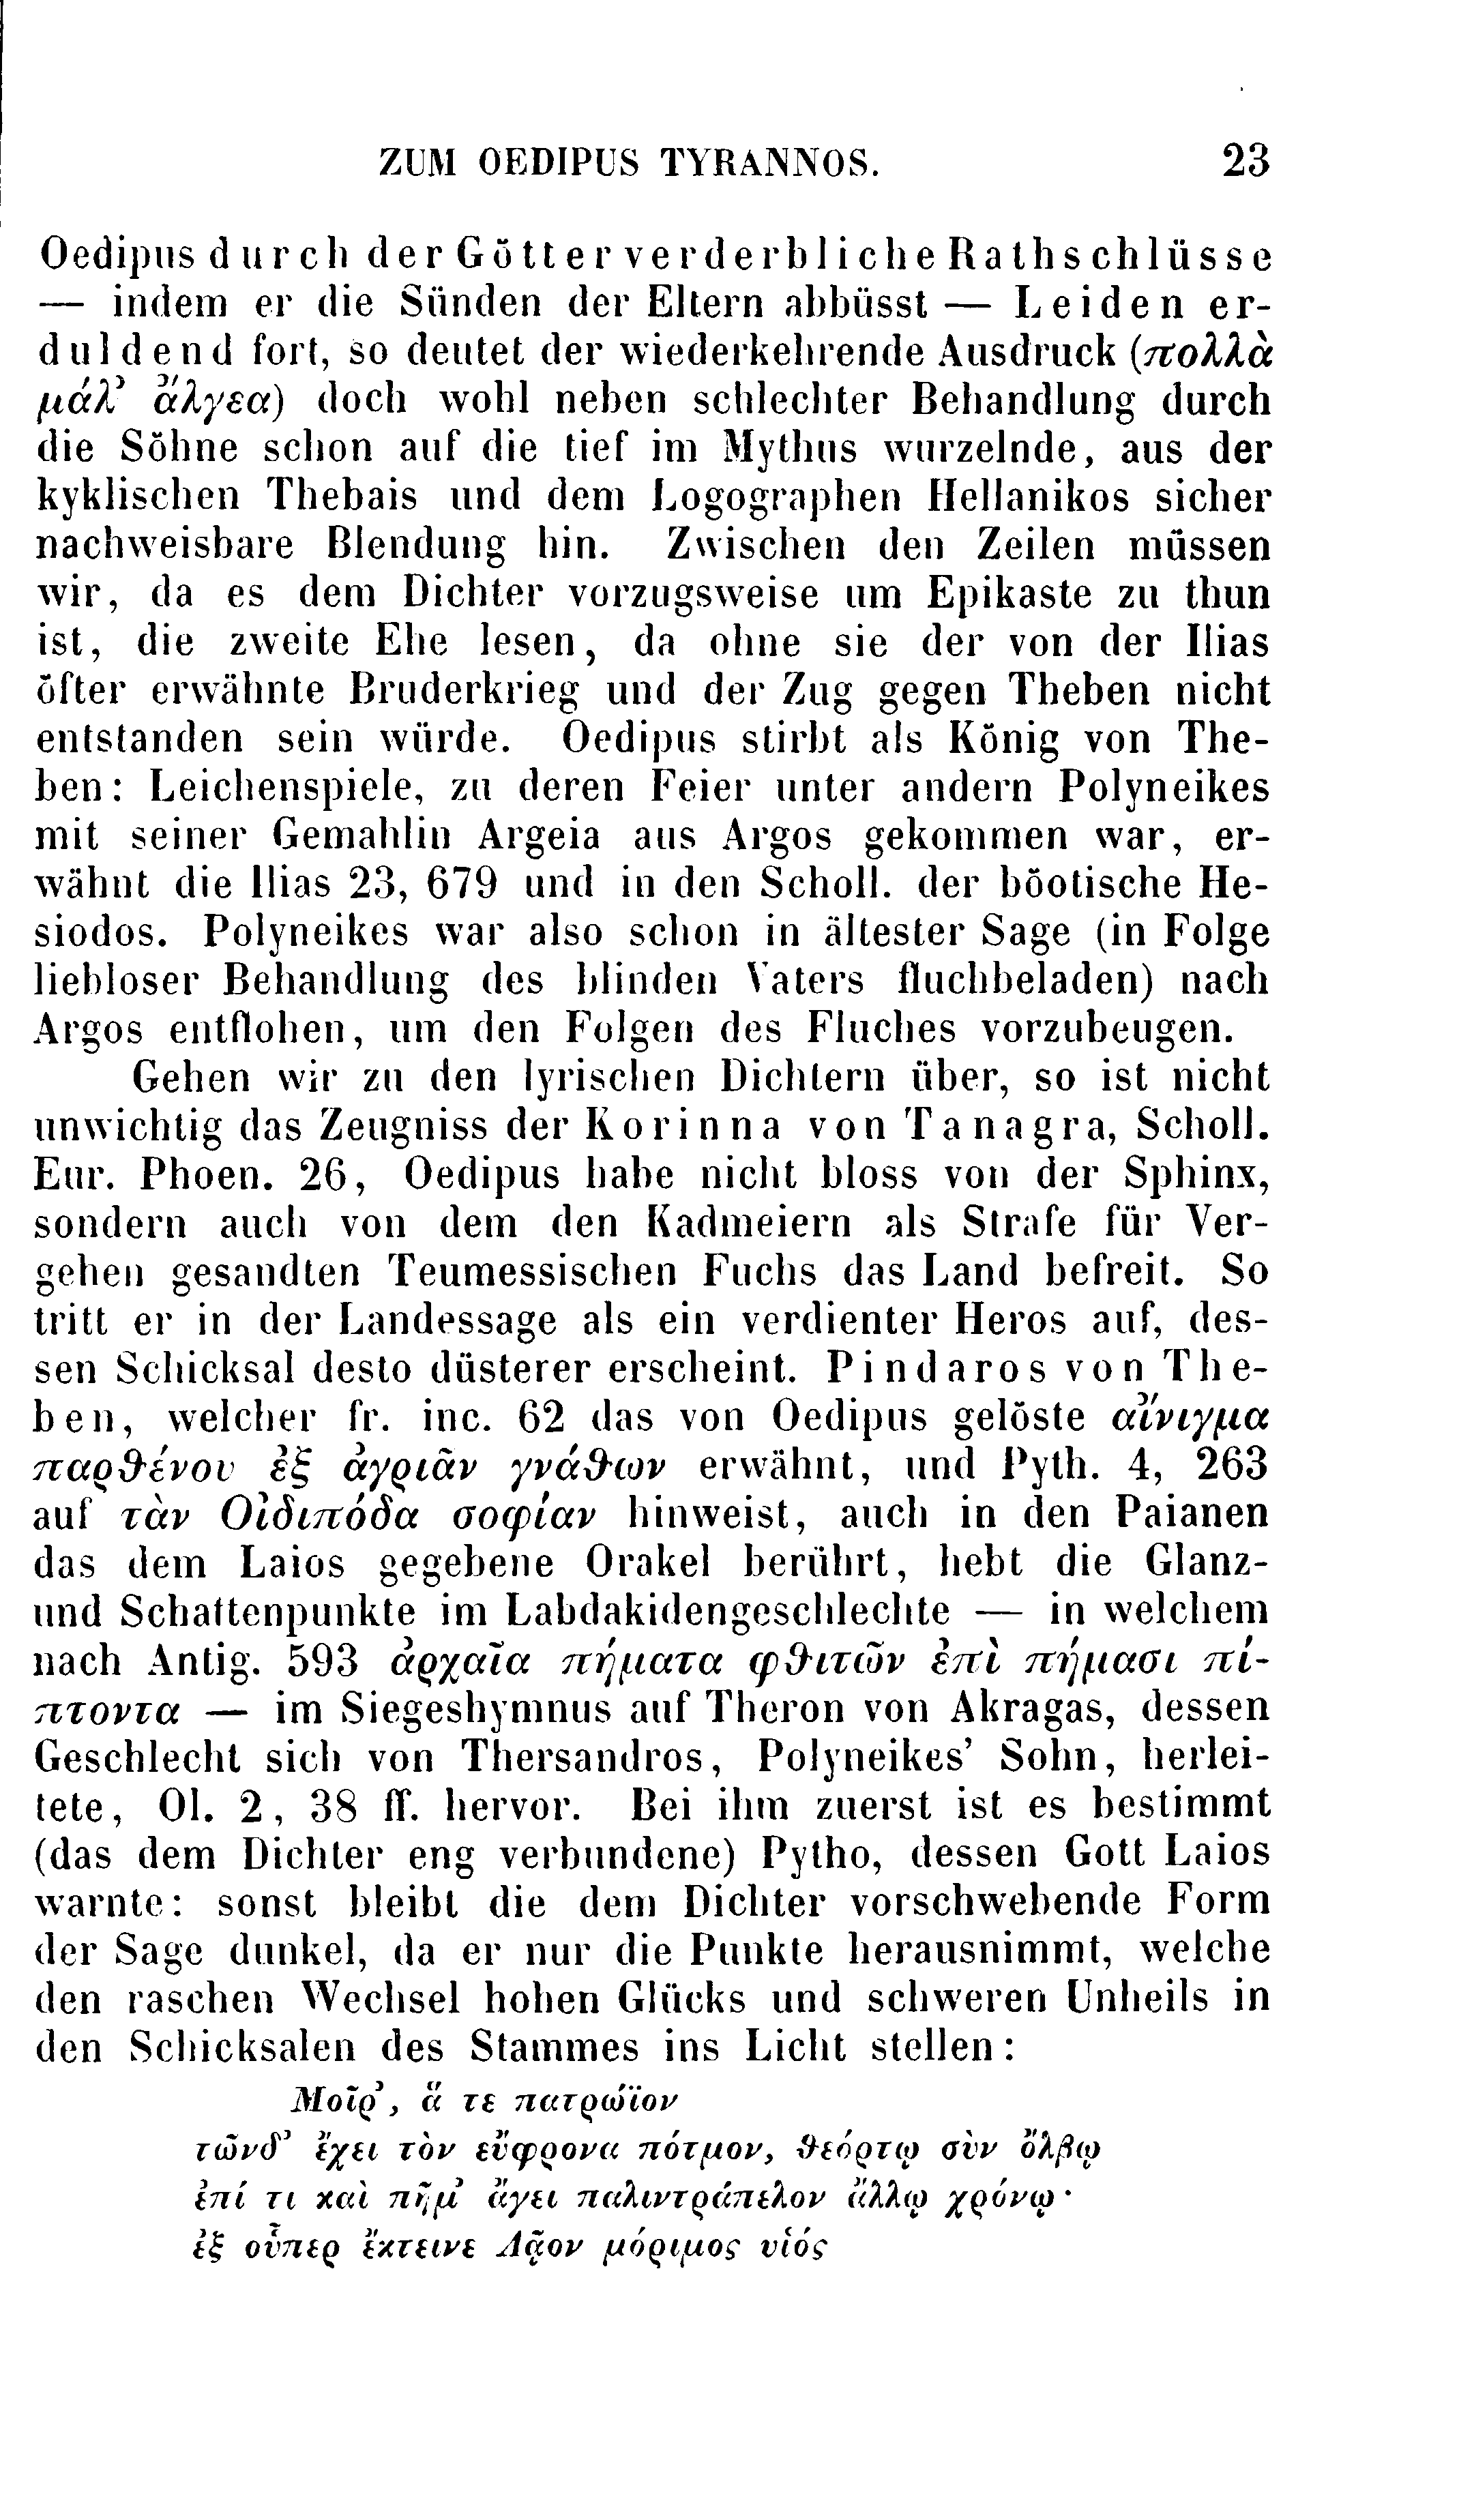 ZUM OEDIPUS TYRANNOS. 23
Oedipus durch der Götter verderbliche Rathschlüsse
— indem er die Sünden der Eltern abbüsst — Leiden er-
duldend fort, so deutet der wiederkehrende Ausdruck (πολλὰ
μάλ’ ἄλγεα) doch wohl neben schlechter Behandlung durch
die Söhne schon auf die tief im Mythus wurzelnde, aus der
kyklischen Thebais und dem Logographen Hellanikos sicher
nachweisbare Blendung hin. Zwischen den Zeilen müssen
wir, da es dem Dichter vorzugsweise um Epikaste zu thun
ist, die zweite Ehe lesen, da ohne sie der von der Ilias
öfter erwähnte Bruderkrieg und der Zug gegen Theben nicht
entstanden sein würde. Oedipus stirbt als König von The-
ben: Leichenspiele, zu deren Feier unter andern Polyneikes
mit seiner Gemahlin Argeia aus Argos gekommen war, er-
wähnt die Ilias 23, 679 und in den Scholl. der böotische He-
siodos. Polyneikes war also schon in ältester Sage (in Folge
liebloser Behandlung des blinden Vaters fluchbeladen) nach
Argos entflohen, um den Folgen des Fluches vorzubeugen.
Gehen wir zu den lyrischen Dichtern über, so ist nicht
unwichtig das Zeugniss der Korinna von Tanagra, Scholl.
Eur. Phoen. 26, Oedipus habe nicht bloss von der Sphinx,
sondern auch von dem den Kadmeiern als Strafe für Ver-
gehen gesandten Teumessischen Fuchs das Land befreit. So
tritt er in der Landessage als ein verdienter Heros auf, des-
sen Schicksal desto düsterer erscheint. Pindaros von The-
ben, welcher fr. inc. 62 das von Oedipus gelöste αἴνιγμα
παρθένου ἐξ ἀγριᾶν γνάθων erwähnt, und Pyth. 4, 263
auf τὰν Οἰδιπόδα σοφίαν hinweist, auch in den Paianen
das dem Laios gegebene Orakel berührt, hebt die Glanz-
und Schattenpunkte im Labdakidengeschlechte — in welchem
nach Antig. 593 ἀρχαῖα πήματα φθιτῶν ἐπὶ πήμασι πί-
πτοντα — im Siegeshymnus auf Theron von Akragas, dessen
Geschlecht sich von Thersandros, Polyneikes’ Sohn, herlei-
tete, Ol. 2, 38 ff. hervor. Bei ihm zuerst ist es bestimmt
(das dem Dichter eng verbundene) Pytho, dessen Gott Laios
warnte: sonst bleibt die dem Dichter vorschwebende Form
der Sage dunkel, da er nur die Punkte herausnimmt, welche
den raschen Wechsel hohen Glücks und schweren Unheils in
den Schicksalen des Stammes ins Licht stellen:
Μοῖρ’, ἅ τε πατρώϊον
τῶνδ’ ἔχει τὸν εὔφρονα πότμον, θεόρτῳ σὺν ὄλβῳ
ἐπί τι καὶ πῆμ’ ἄγει παλιντράπελον ἄλλῳ χρόνῳ·
ἐξ οὗπερ ἔκτεινε Λᾷον μόριμος υἱός